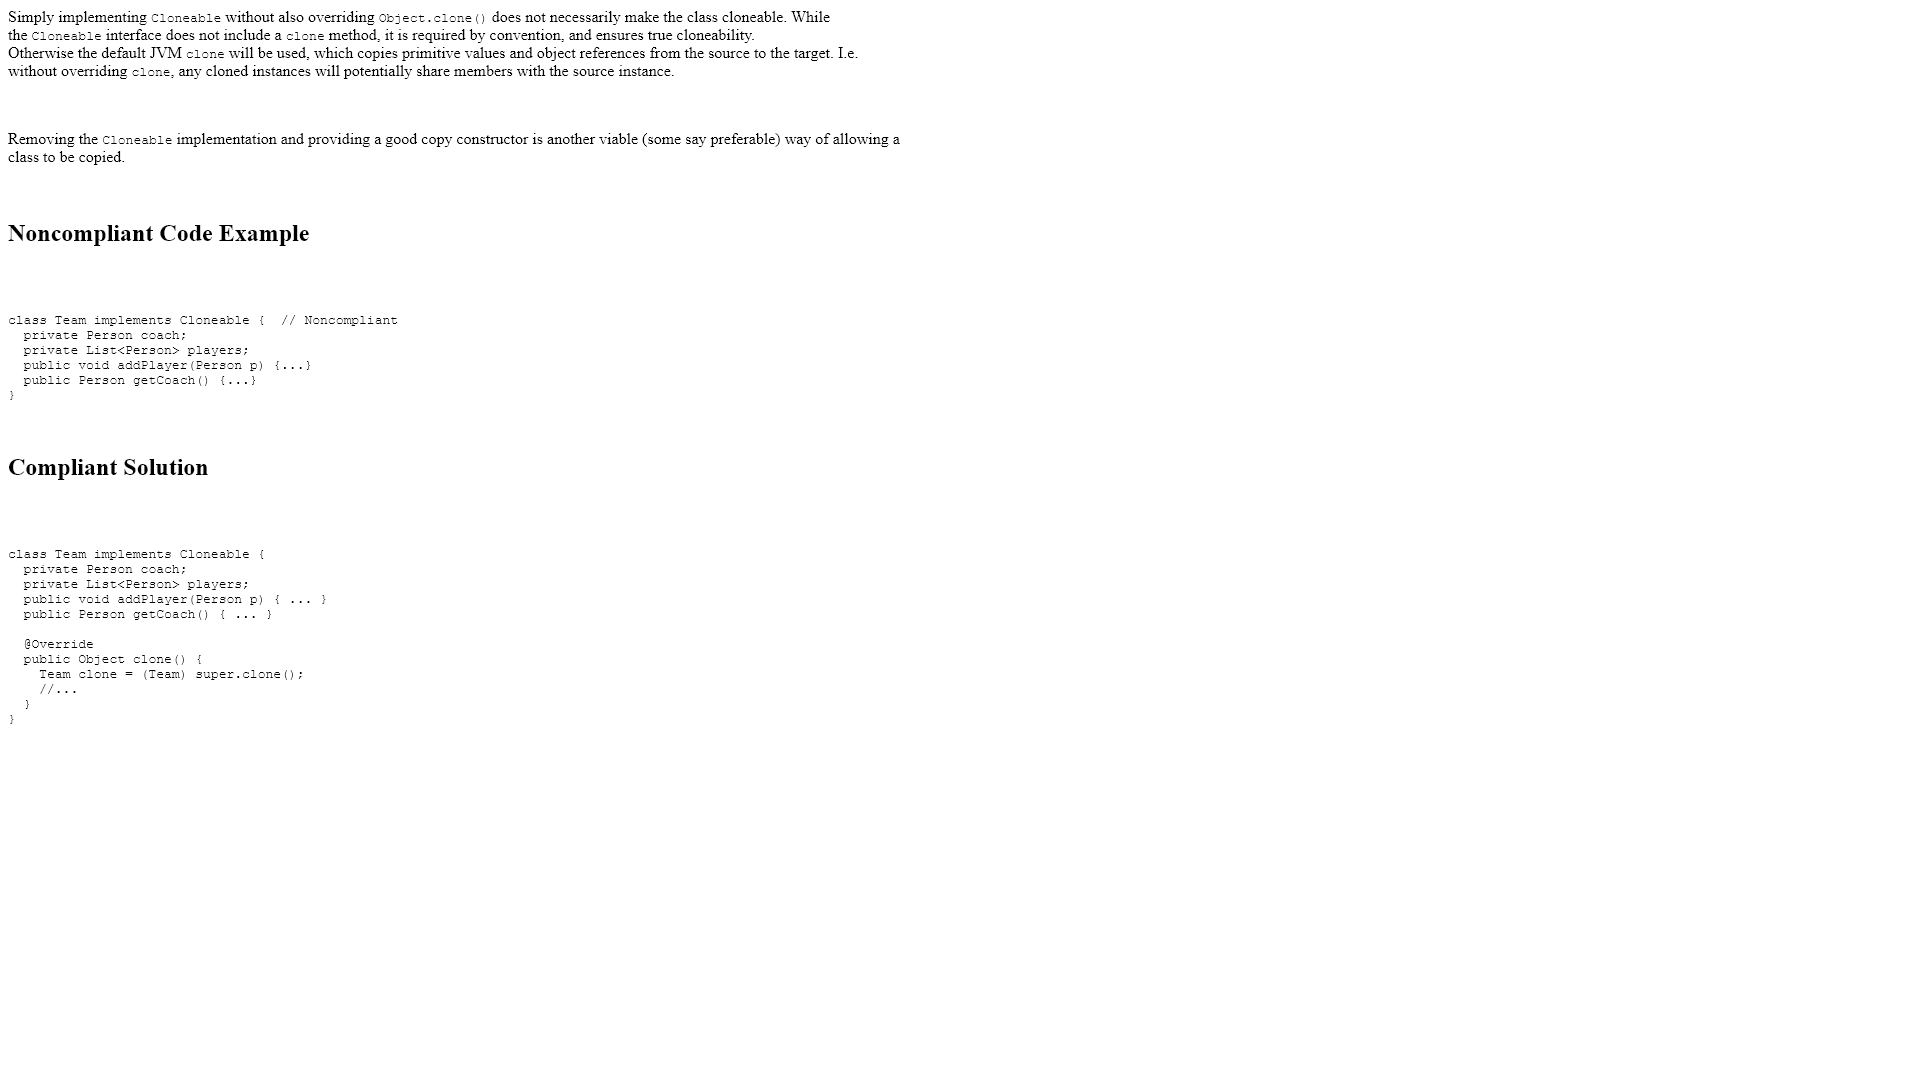 Simply implementing Cloneable without also overriding Object.clone() does not necessarily make the class cloneable. While
the Cloneable interface does not include a clone method, it is required by convention, and ensures true cloneability.
Otherwise the default JVM clone will be used, which copies primitive values and object references from the source to the target. I.e.
without overriding clone, any cloned instances will potentially share members with the source instance.
Removing the Cloneable implementation and providing a good copy constructor is another viable (some say preferable) way of allowing a
class to be copied.
Noncompliant Code Example
class Team implements Cloneable {  // Noncompliant
  private Person coach;
  private List<Person> players;
  public void addPlayer(Person p) {...}
  public Person getCoach() {...}
}
Compliant Solution
class Team implements Cloneable {
  private Person coach;
  private List<Person> players;
  public void addPlayer(Person p) { ... }
  public Person getCoach() { ... }
  @Override
  public Object clone() {
    Team clone = (Team) super.clone();
    //...
  }
}